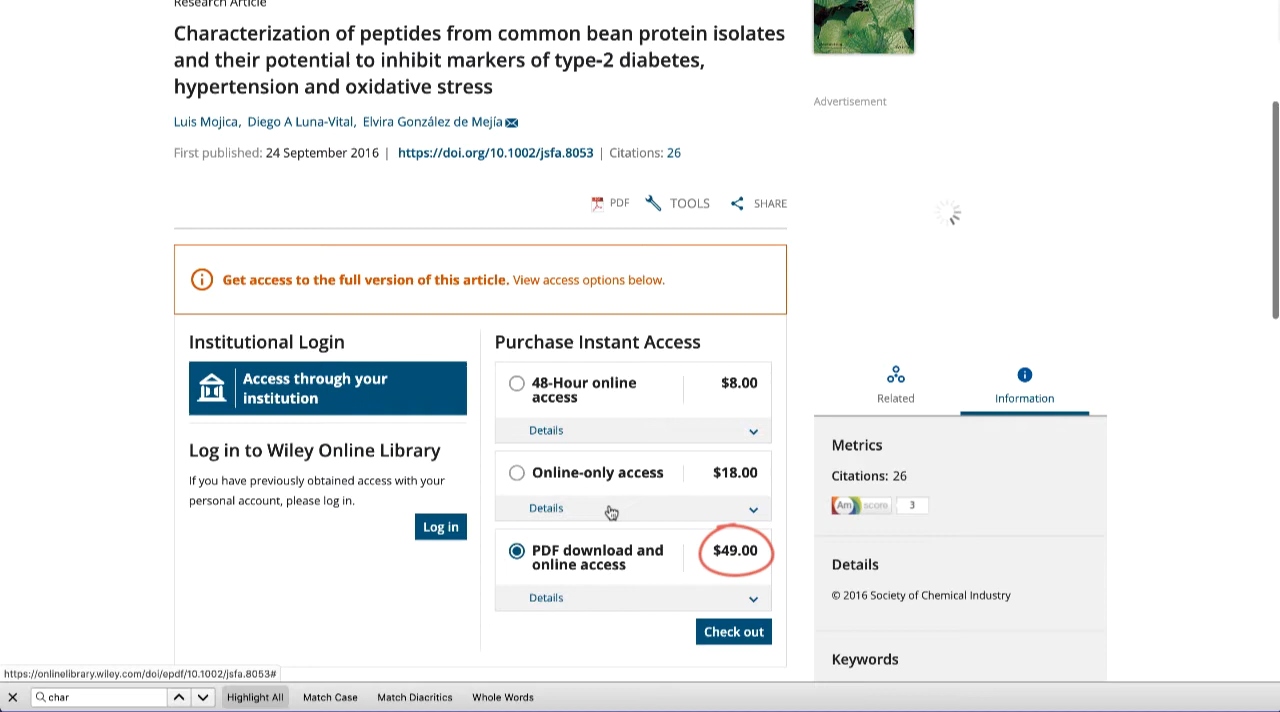 Research Article
Characterization of peptides from common bean protein isolates
and their potential to inhibit markers of type-2 diabetes,
hypertension and oxidative stress
Luis Mojica, Diego A Luna-Vital, Elvira González de Mejía
First published: 24 September 2016 | https://doi.org/10.1002/jsfa.8053 | Citations: 26
PDF TOOLS SHARE
Get access to the full version of this article. View access options below.
Institutional Login
Access through your
institution
Log in to Wiley Online Library
If you have previously obtained access with your
personal account, please log in.
Log in
Purchase Instant Access
48-Hour online
access
$8.00
Details
Online-only access
$18.00
Details
PDF download and
online access
$49.00
Details
Check out
Advertisement
Related
Information
Metrics
Citations: 26
Am score 3
Details
© 2016 Society of Chemical Industry
Keywords
https://onlinelibrary.wiley.com/doi/epdf/10.1002/jsfa.8053#
char
Highlight All Match Case Match Diacritics Whole Words